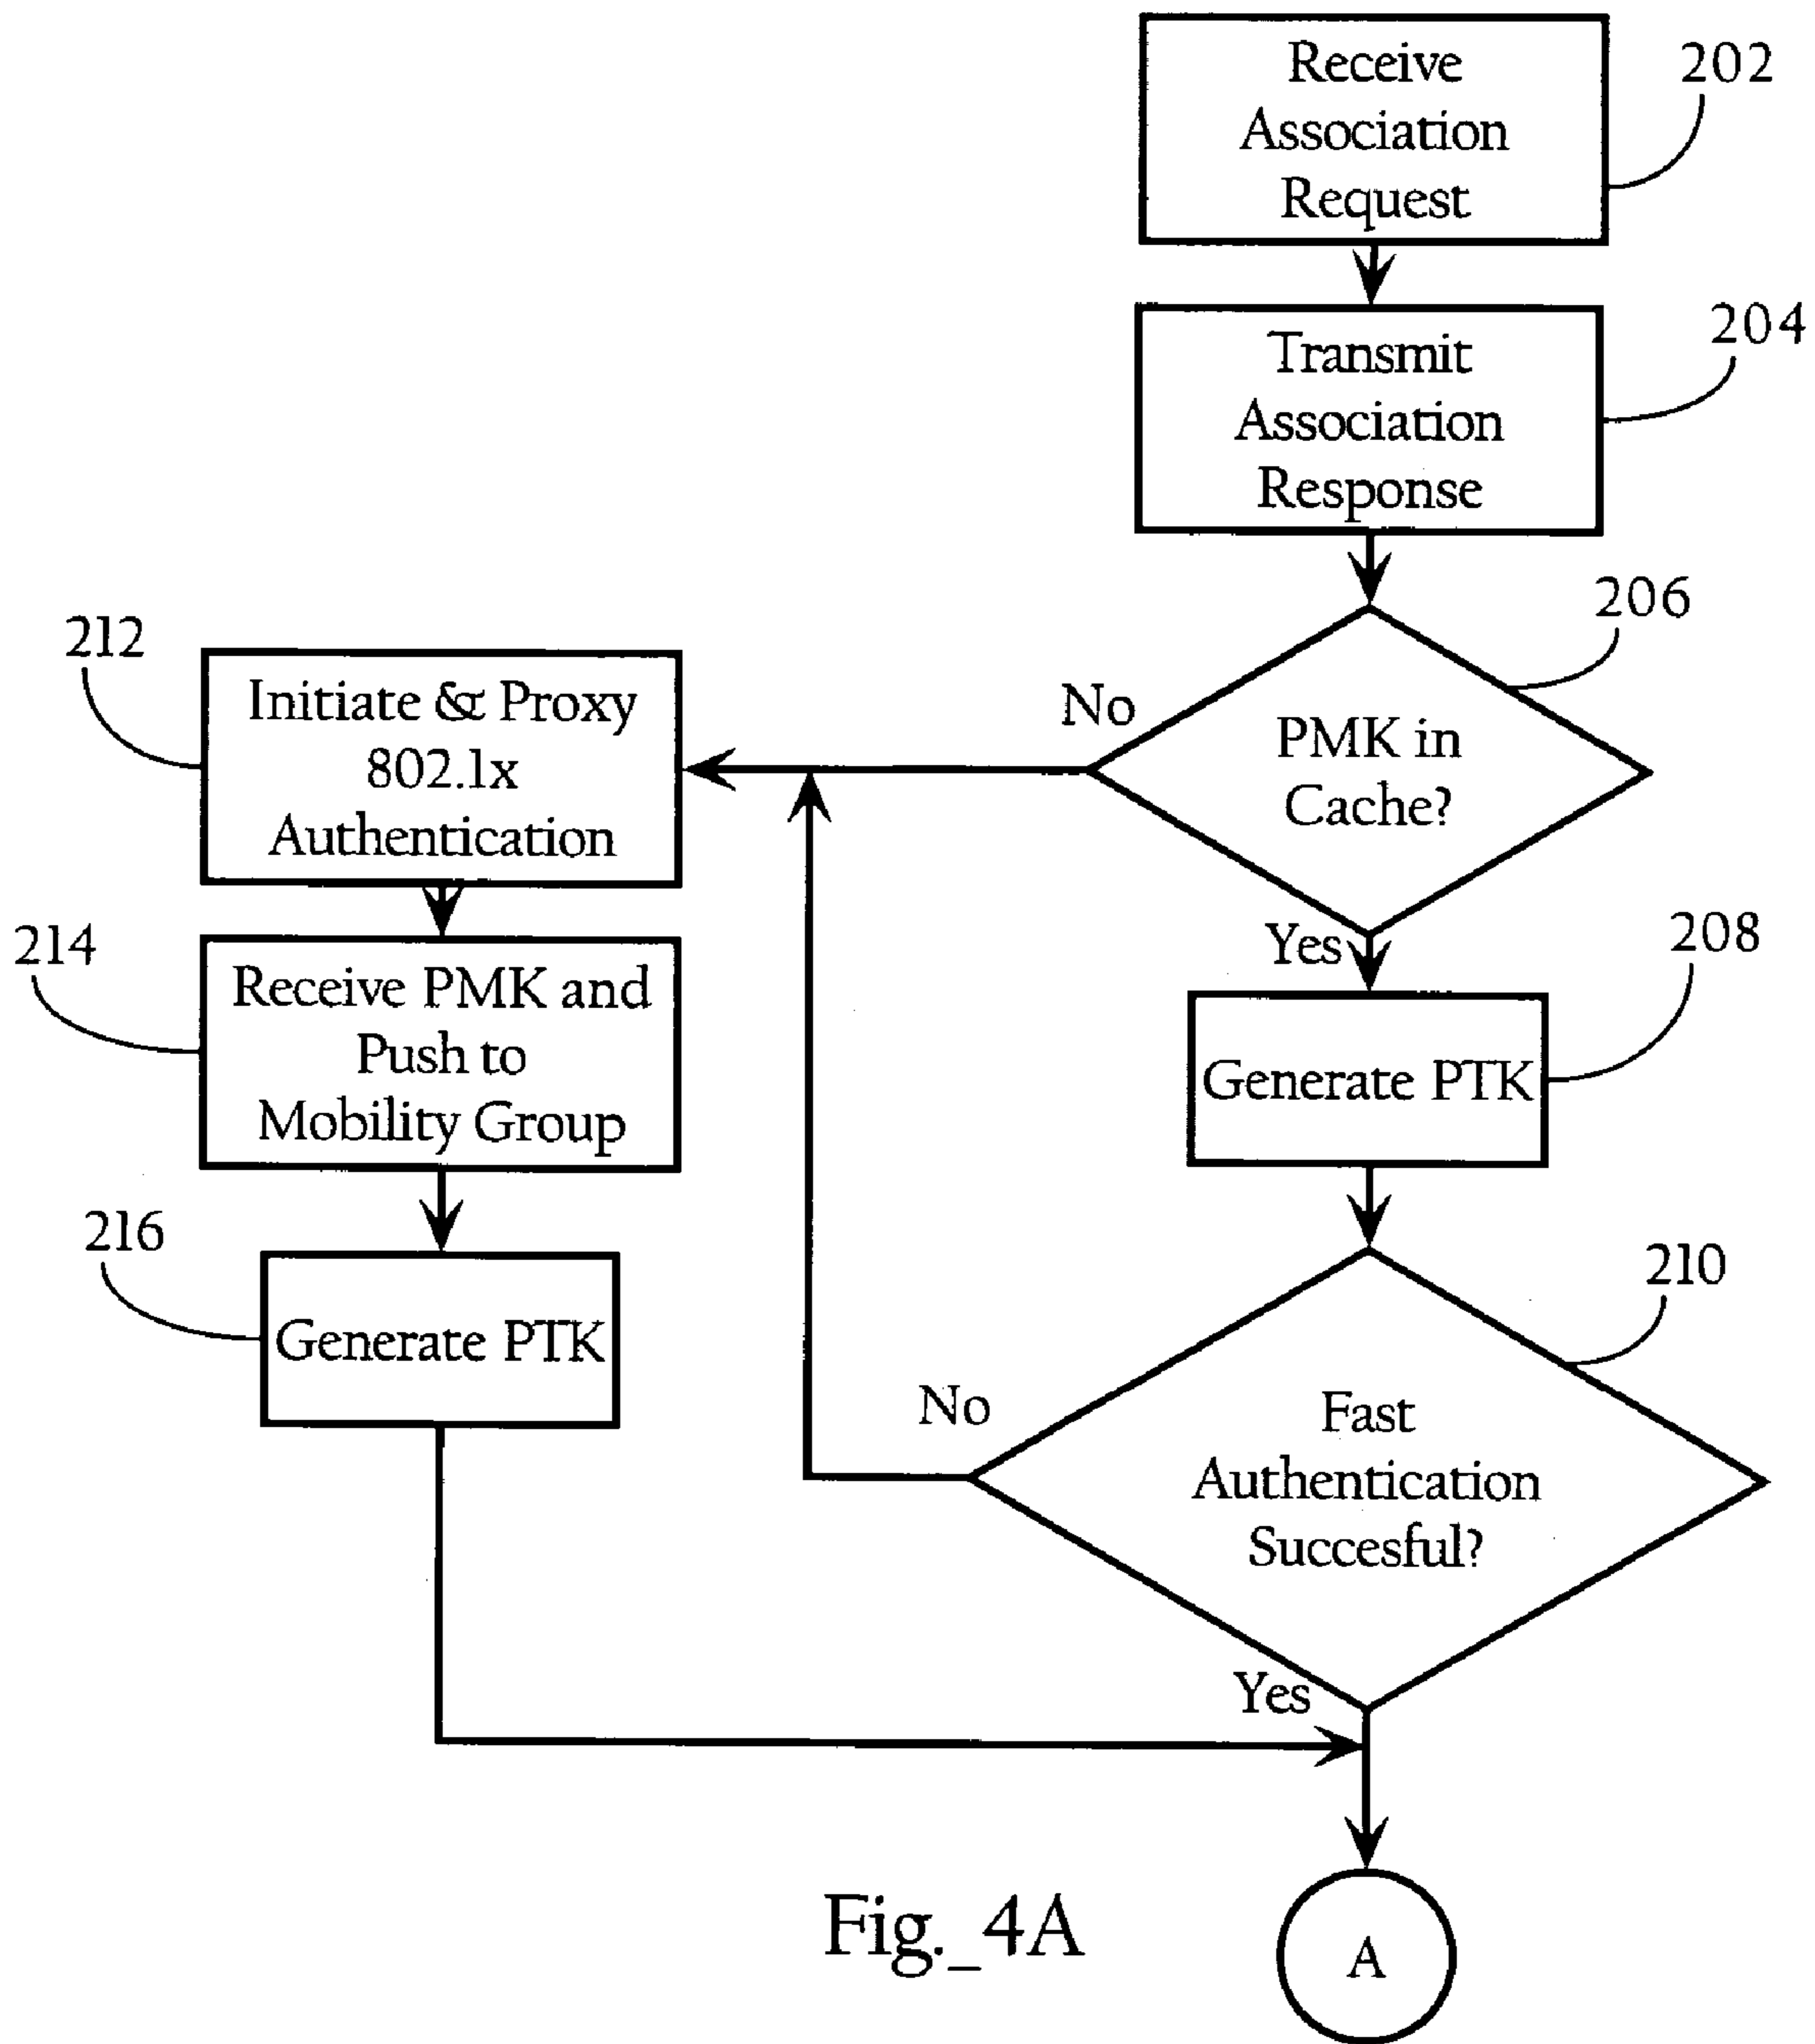 Receive
Association
Request
202
Transmit
Association
Response
204
206
PMK in
Cache?
No
Yes
212
Initiate & Proxy
802.1x
Authentication
214
Receive PMK and
Push to
Mobility Group
208
Generate PTK
216
Generate PTK
210
Fast
Authentication
Succesful?
No
Yes
A
Fig._4A